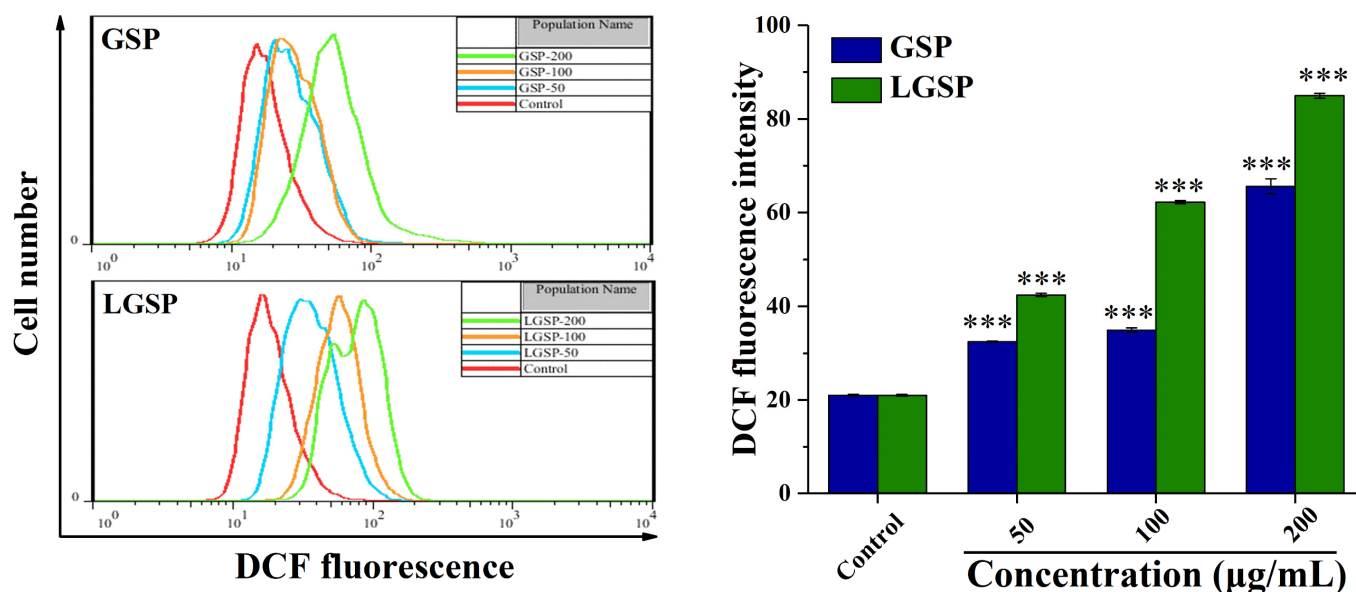 GSP
Population Name
GSP-200
GSP-100
GSP-50
Control
0
10^0 10^1 10^2 10^3 10^4
LGSP
Population Name
LGSP-200
LGSP-100
LGSP-50
Control
0
10^0 10^1 10^2 10^3 10^4
Cell number
DCF fluorescence
DCF fluorescence intensity
100
80
60
40
20
0
GSP
LGSP
*** *** *** *** *** ***
Control 50 100 200
Concentration (μg/mL)